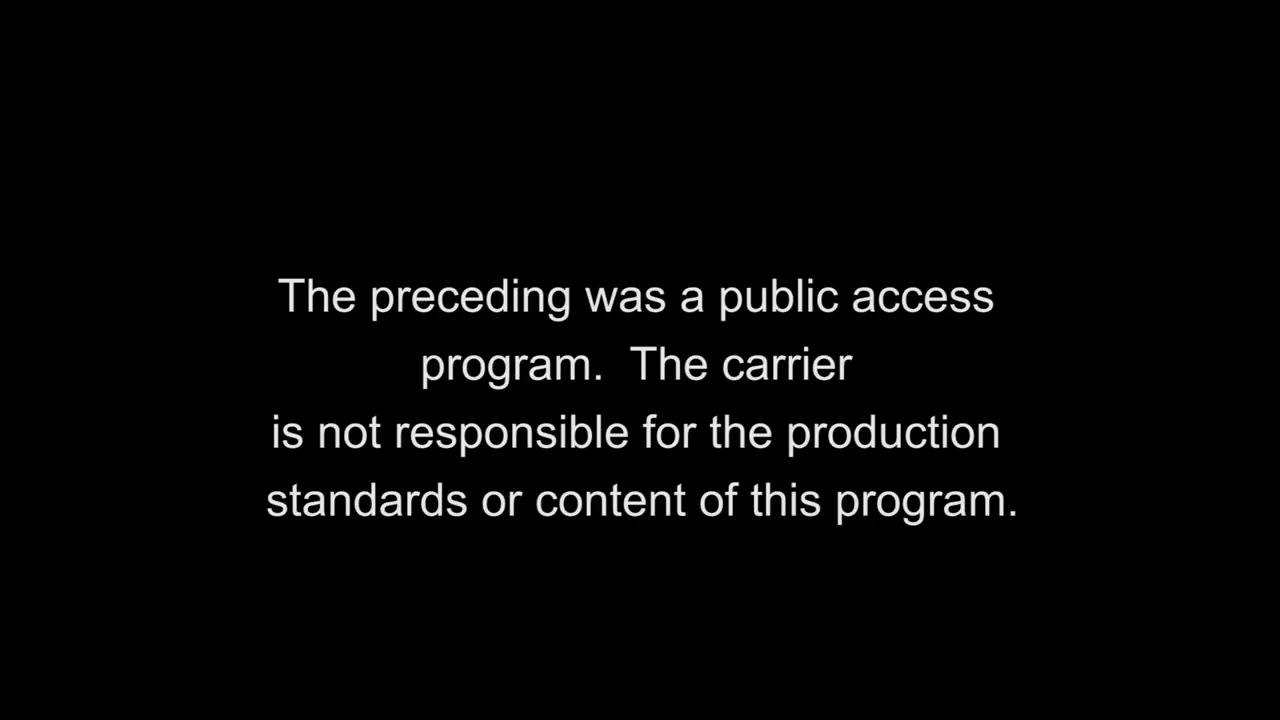 The preceding was a public access
program.  The carrier
is not responsible for the production
standards or content of this program.